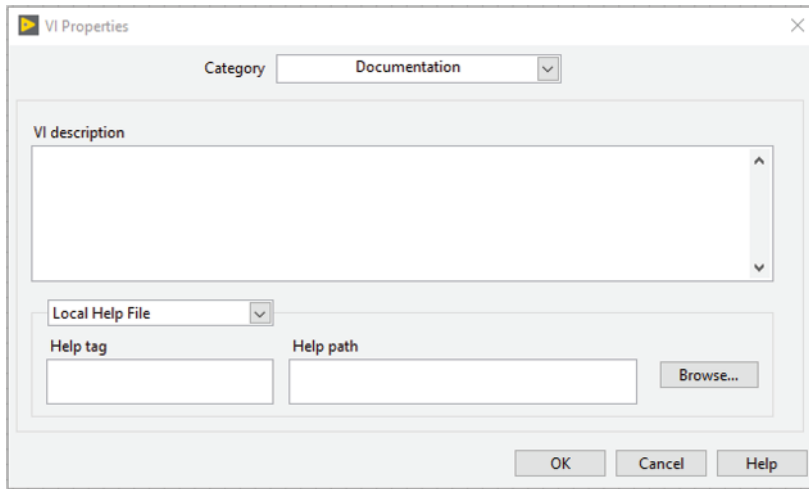 VI Properties
Category Documentation
VI description
Local Help File
Help tag Help path
Browse...
OK Cancel Help